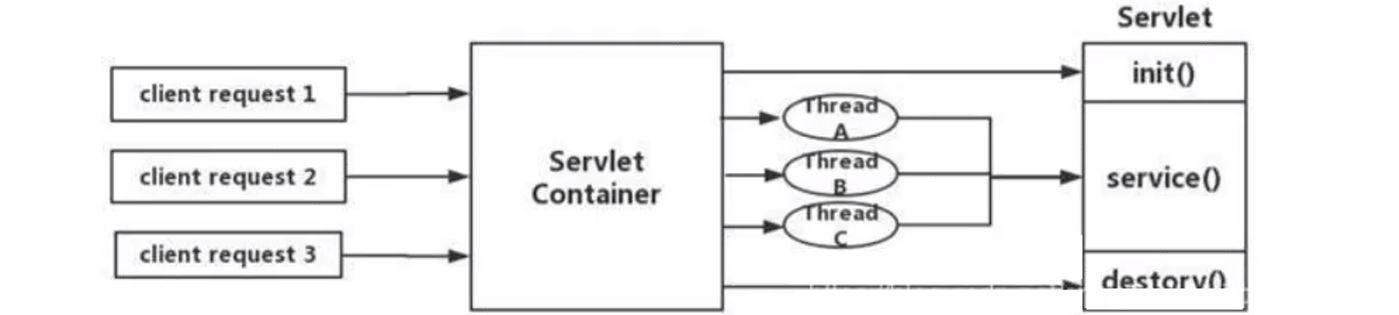 Servlet
client request 1
client request 2
client request 3
Servlet
Container
Thread
A
Thread
B
Thread
C
init()
service()
destory()